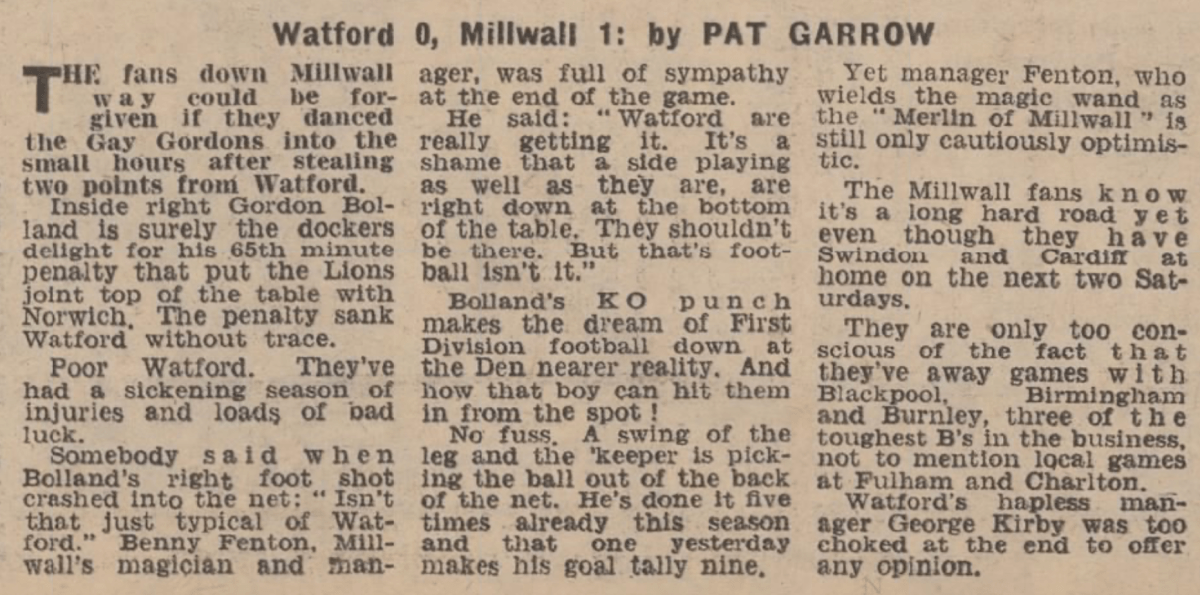 Watford 0, Millwall 1: by PAT GARROW
THE fans down Millwall
way could be for-
given if they danced
the Gay Gordons into the
small hours after stealing
two points from Watford.
Inside right Gordon Bol-
land is surely the dockers
delight for his 65th minute
penalty that put the Lions
joint top of the table with
Norwich. The penalty sank
Watford without trace.
Poor Watford. They've
had a sickening season of
injuries and loads of bad
luck.
Somebody said when
Bolland's right foot shot
crashed into the net: "Isn't
that just typical of Wat-
ford." Benny Fenton, Mill-
wall's magician and man-
ager, was full of sympathy
at the end of the game.
He said: "Watford are
really getting it. It's a
shame that a side playing
as well as they are, are
right down at the bottom
of the table. They shouldn't
be there. But that's foot-
ball isn't it."
Bolland's KO punch
makes the dream of First
Division football down at
the Den nearer reality. And
how that boy can hit them
in from the spot!
No fuss. A swing of the
leg and the 'keeper is pick-
ing the ball out of the back
of the net. He's done it five
times already this season
and that one yesterday
makes his goal tally nine.
Yet manager Fenton, who
wields the magic wand as
the "Merlin of Millwall" is
still only cautiously optimis-
tic.
The Millwall fans know
it's a long hard road yet
even though they have
Swindon and Cardiff at
home on the next two Sat-
urdays.
They are only too con-
scious of the fact that
they've away games with
Blackpool, Birmingham
and Burnley, three of the
toughest B's in the business,
not to mention local games
at Fulham and Charlton.
Watford's hapless man-
ager George Kirby was too
choked at the end to offer
any opinion.